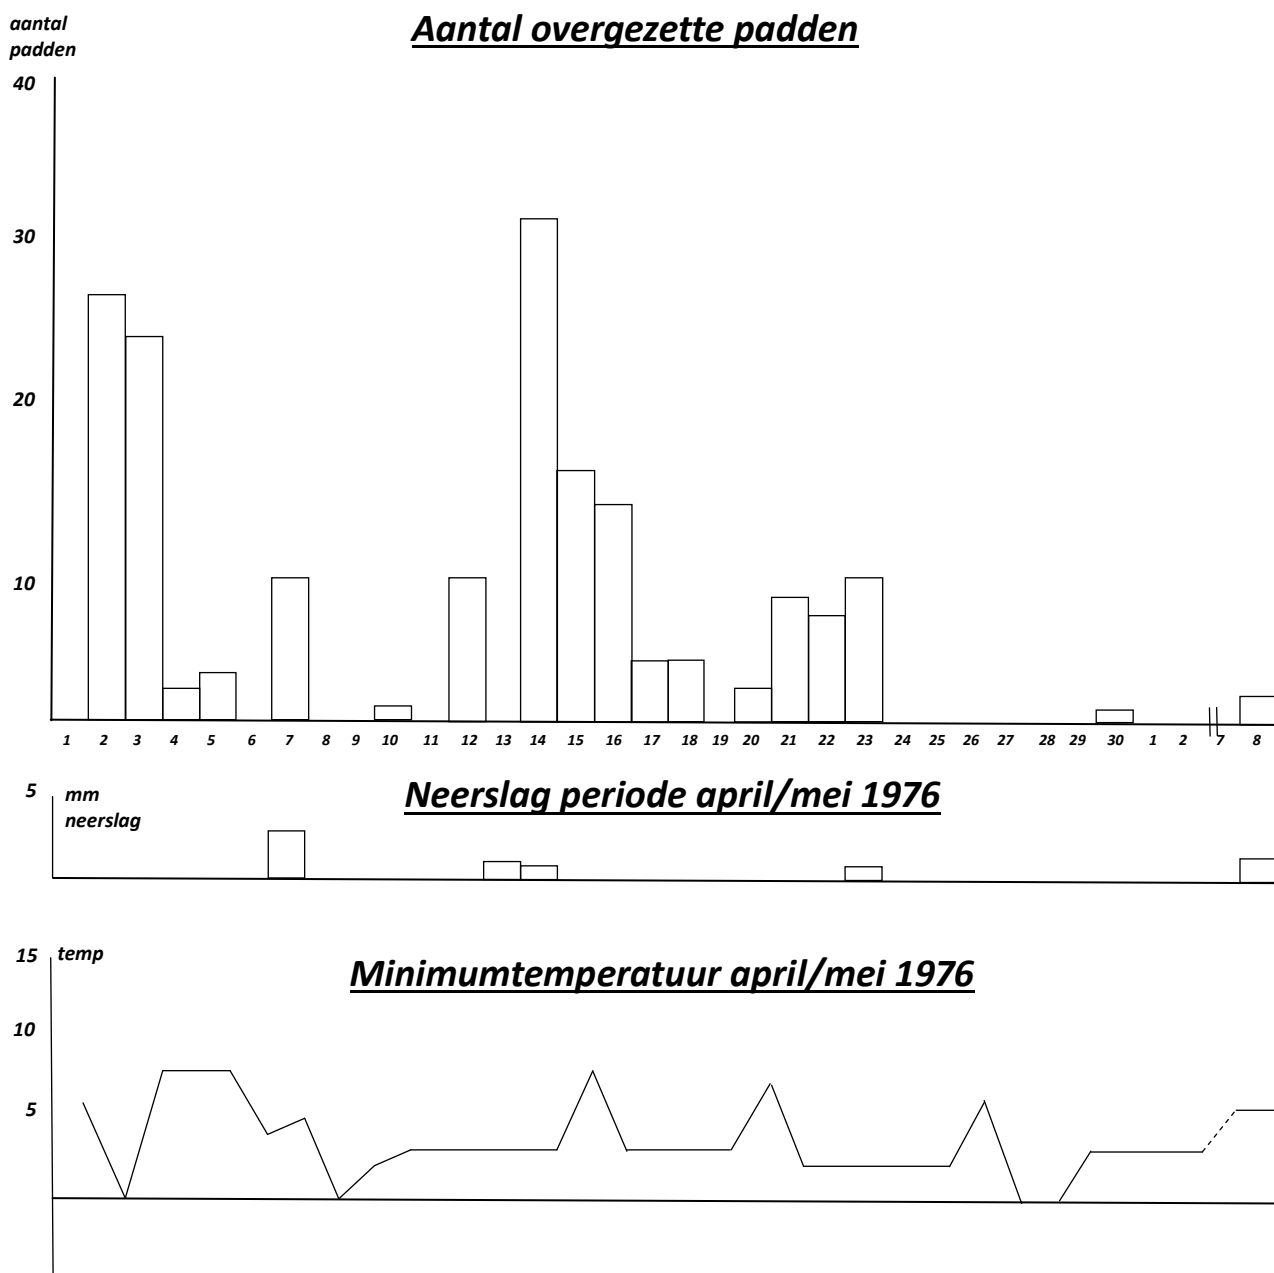 aantal
padden
Aantal overgezette padden
40
30
20
10
1 2 3 4 5 6 7 8 9 10 11 12 13 14 15 16 17 18 19 20 21 22 23 24 25 26 27 28 29 30 1 2 7 8
5 mm
neerslag
Neerslag periode april/mei 1976
15 temp
Minimumtemperatuur april/mei 1976
10
5